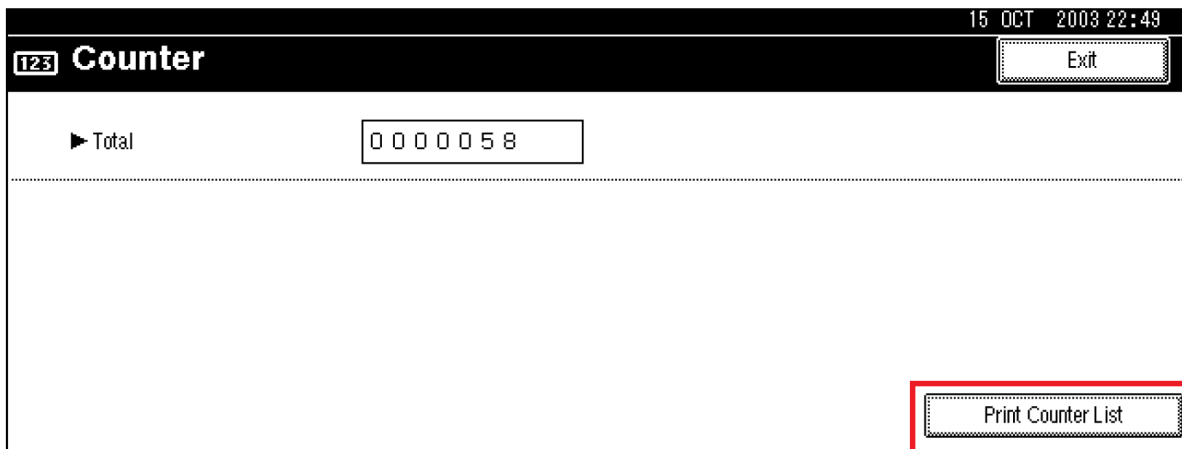 15 OCT 2003 22:49
123 Counter
Exit
►Total
0000058
Print Counter List